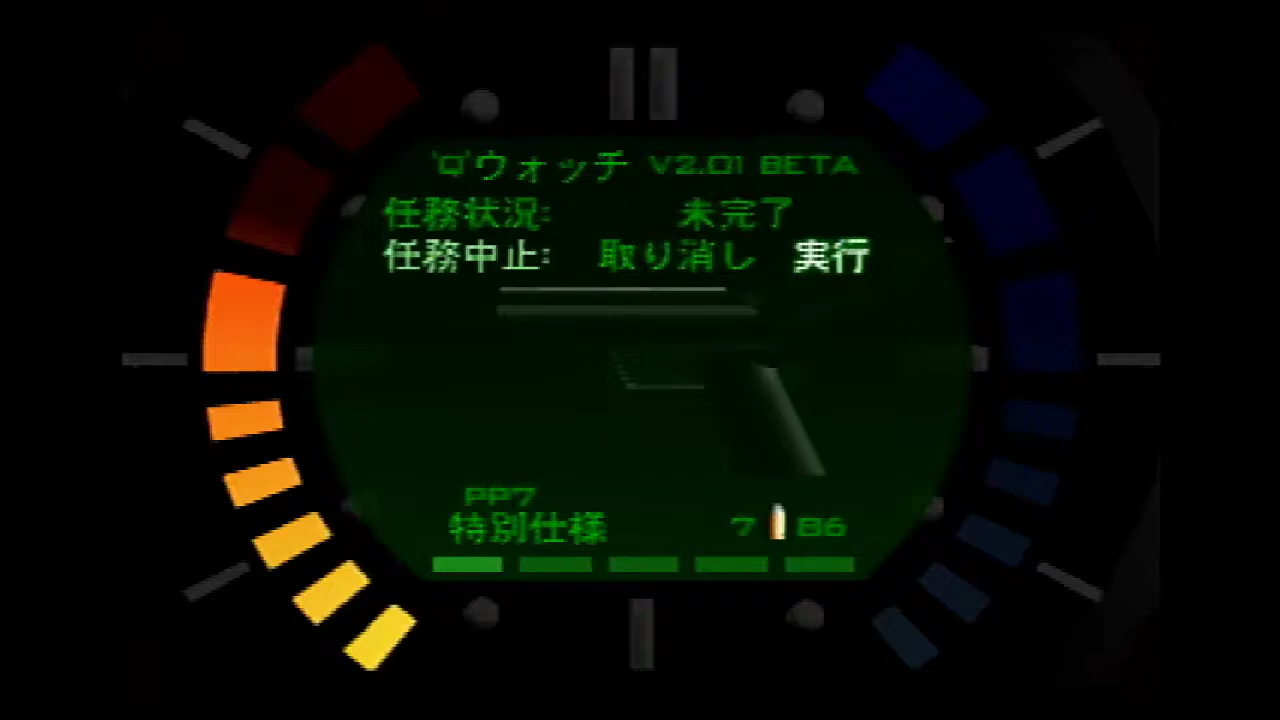 'Q'ウォッチ V2.01 BETA
任務状況: 未完了
任務中止: 取り消し 実行
PP7
特別仕様 7 86